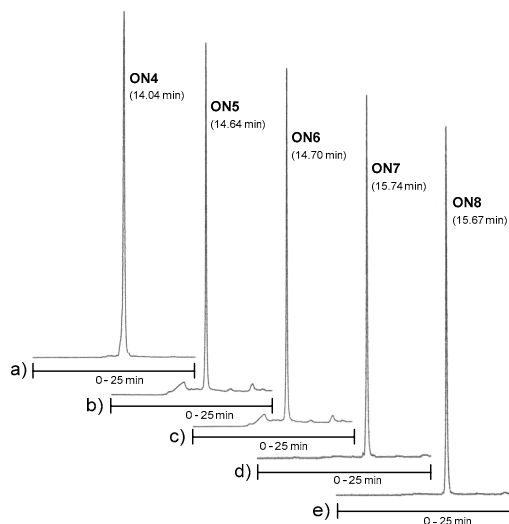 ON4
(14.04 min)
ON5
(14.64 min)
ON6
(14.70 min)
ON7
(15.74 min)
ON8
(15.67 min)
a)
0 - 25 min
b)
0 - 25 min
c)
0 - 25 min
d)
0 - 25 min
e)
0 - 25 min